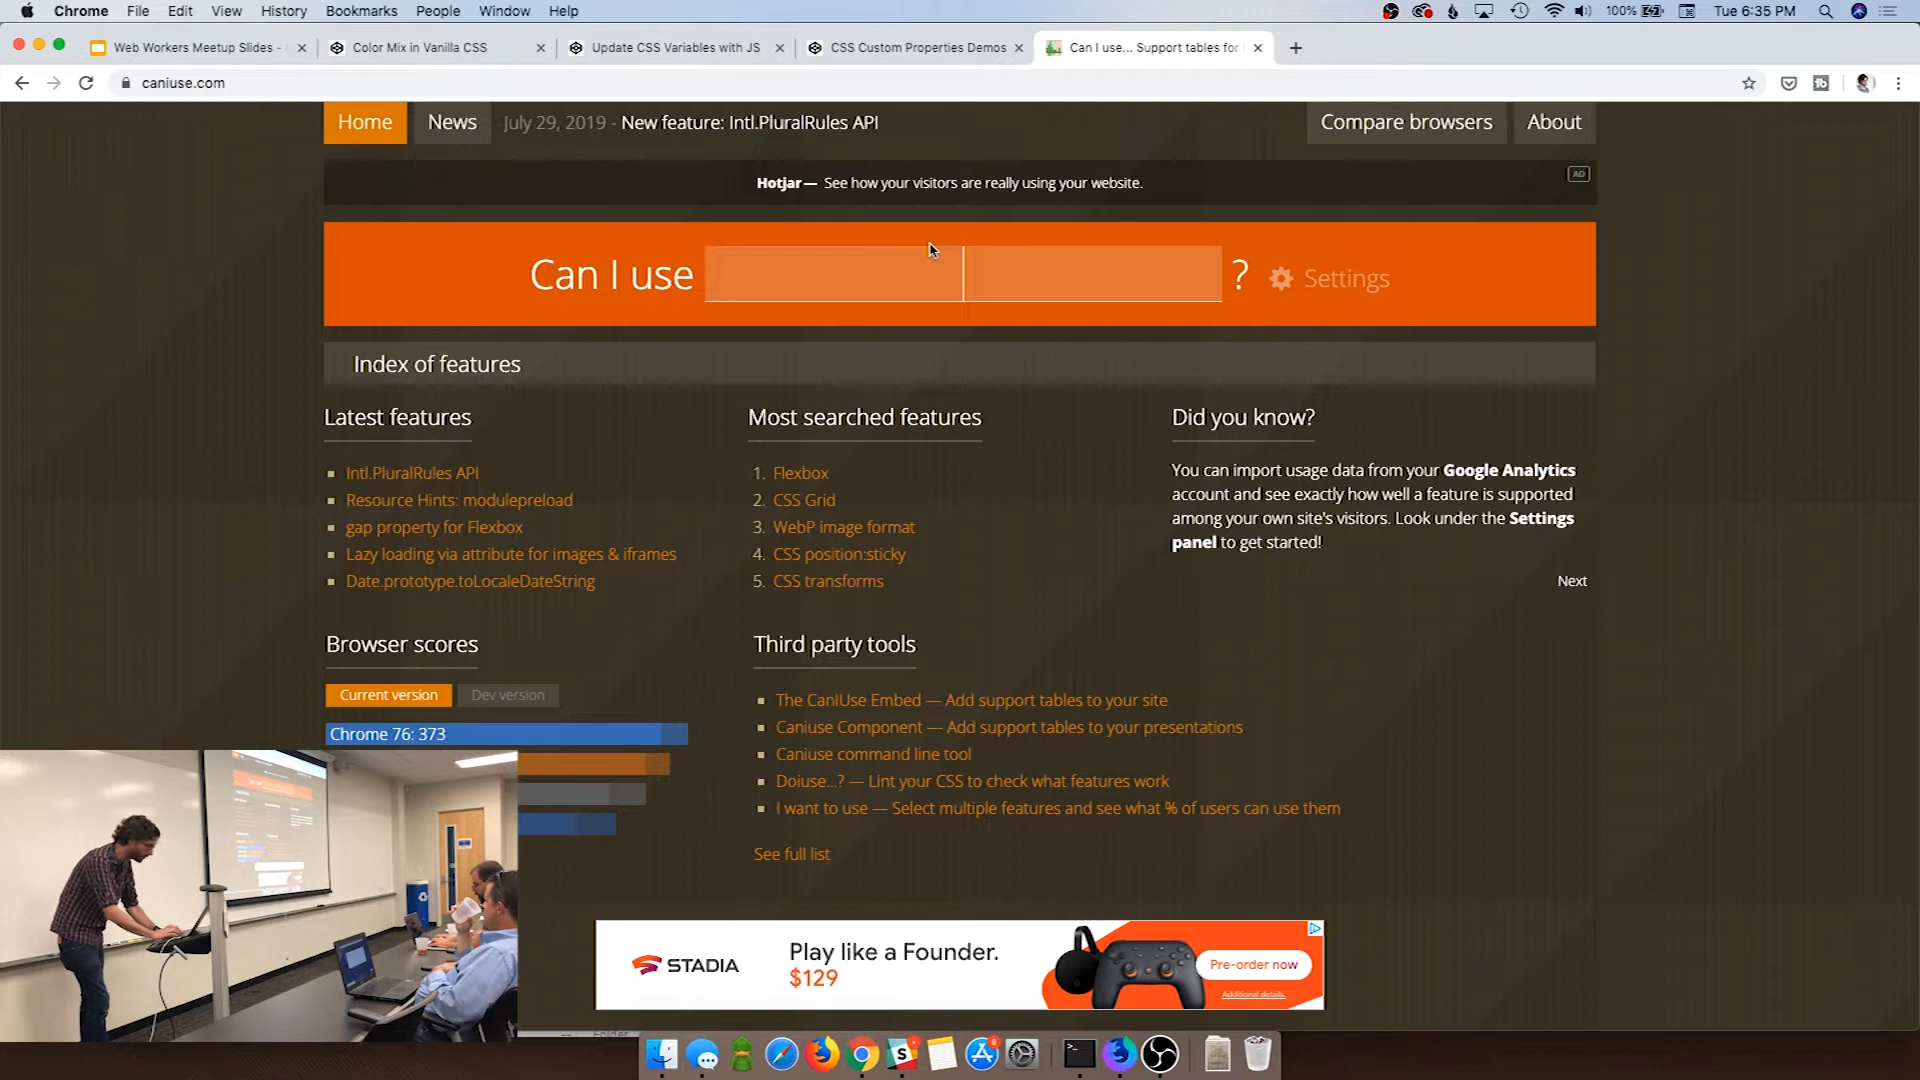 Chrome File Edit View History Bookmarks People Window Help 100% Tue 6:35 PM
Web Workers Meetup Slides - Color Mix in Vanilla CSS Update CSS Variables with JS CSS Custom Properties Demos Can I use... Support tables for
caniuse.com
Home News July 29, 2019 - New feature: Intl.PluralRules API Compare browsers About
Hotjar — See how your visitors are really using your website.
AD
Can I use ? Settings
Index of features
Latest features
Intl.PluralRules API
Resource Hints: modulepreload
gap property for Flexbox
Lazy loading via attribute for images & iframes
Date.prototype.toLocaleDateString
Most searched features
1. Flexbox
2. CSS Grid
3. WebP image format
4. CSS position:sticky
5. CSS transforms
Did you know?
You can import usage data from your Google Analytics
account and see exactly how well a feature is supported
among your own site's visitors. Look under the Settings
panel to get started!
Next
Browser scores
Current version Dev version
Chrome 76: 373
Third party tools
The CanIUse Embed — Add support tables to your site
Caniuse Component — Add support tables to your presentations
Caniuse command line tool
Doiuse...? — Lint your CSS to check what features work
I want to use — Select multiple features and see what % of users can use them
See full list
STADIA
Play like a Founder.
$129
Pre-order now
Additional details.